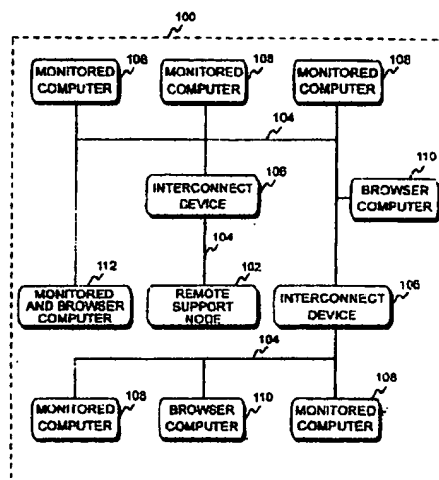 100
108
MONITORED
COMPUTER
108
MONITORED
COMPUTER
108
MONITORED
COMPUTER
104
106
INTERCONNECT
DEVICE
110
BROWSER
COMPUTER
104
112
MONITORED
AND BROWSER
COMPUTER
102
REMOTE
SUPPORT
NODE
106
INTERCONNECT
DEVICE
104
108
MONITORED
COMPUTER
110
BROWSER
COMPUTER
108
MONITORED
COMPUTER